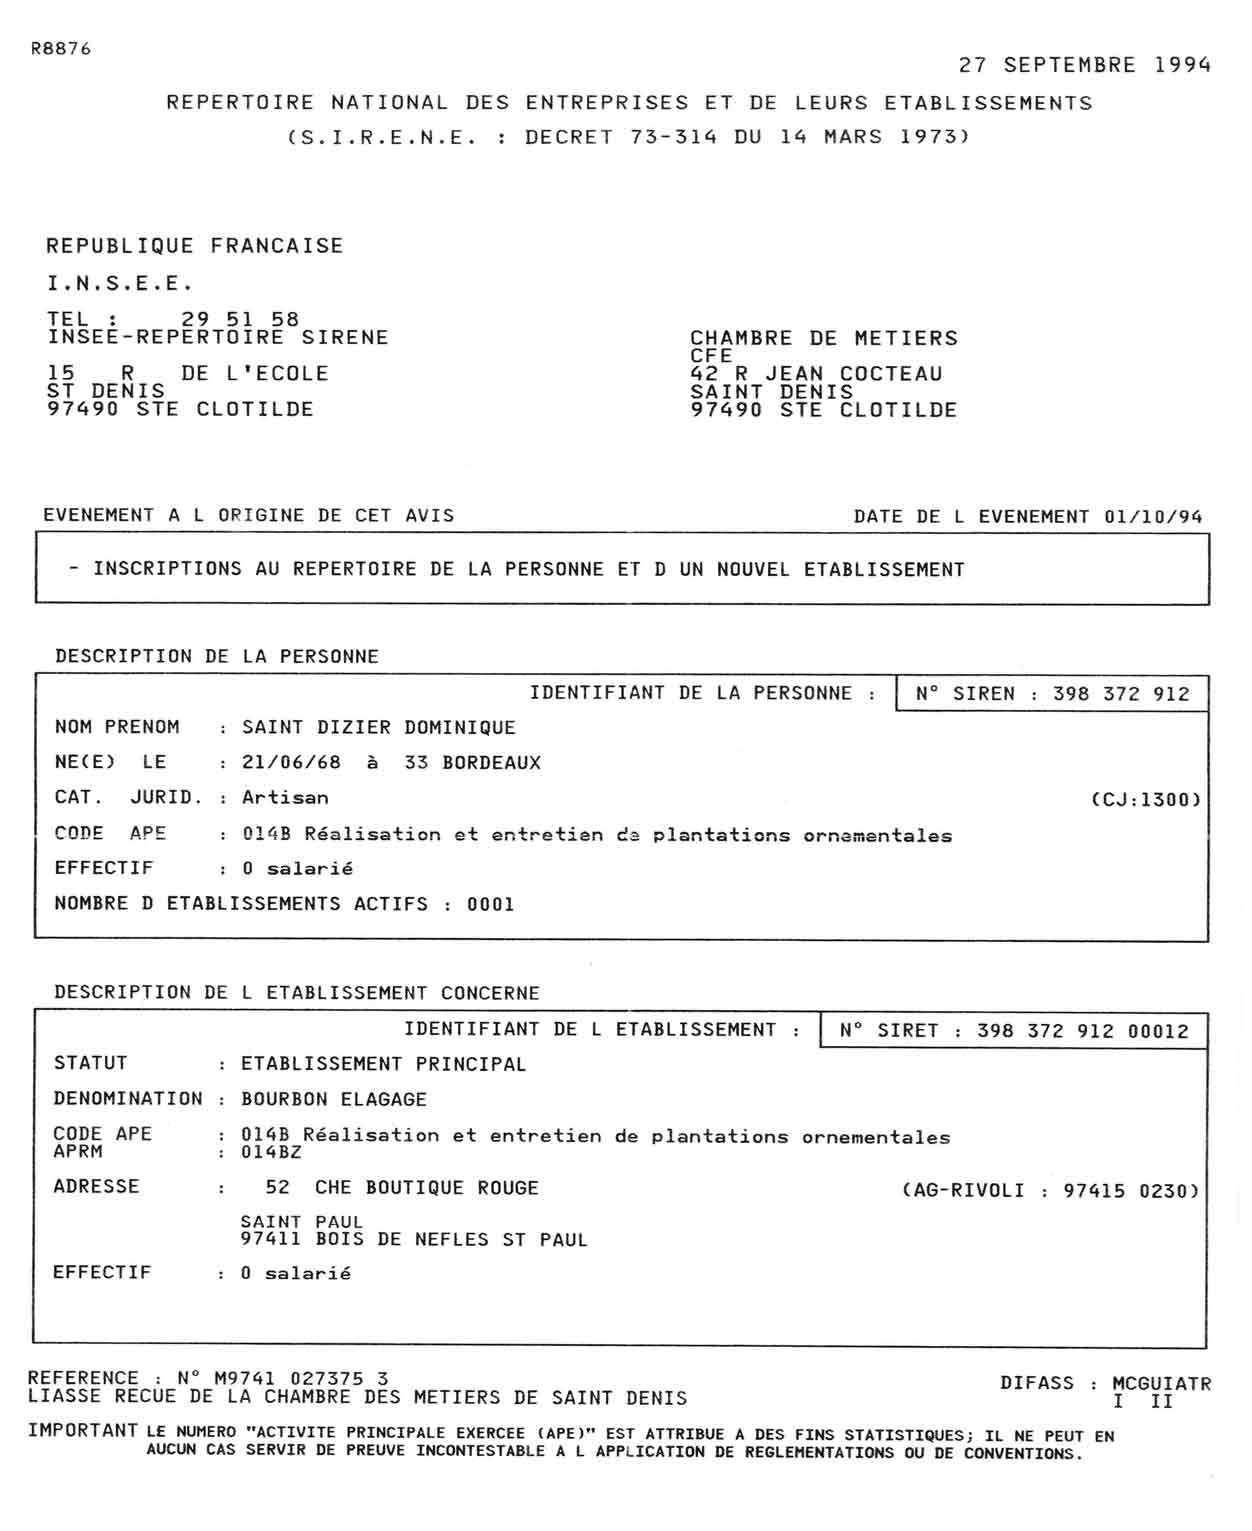 R8876
27 SEPTEMBRE 1994
REPERTOIRE NATIONAL DES ENTREPRISES ET DE LEURS ETABLISSEMENTS
(S.I.R.E.N.E. : DECRET 73-314 DU 14 MARS 1973)
REPUBLIQUE FRANCAISE
I.N.S.E.E.
TEL : 29 51 58
INSEE-REPERTOIRE SIRENE
15 R DE L'ECOLE
ST DENIS
97490 STE CLOTILDE
CHAMBRE DE METIERS
CFE
42 R JEAN COCTEAU
SAINT DENIS
97490 STE CLOTILDE
EVENEMENT A L ORIGINE DE CET AVIS
DATE DE L EVENEMENT 01/10/94
- INSCRIPTIONS AU REPERTOIRE DE LA PERSONNE ET D UN NOUVEL ETABLISSEMENT
DESCRIPTION DE LA PERSONNE
IDENTIFIANT DE LA PERSONNE : N° SIREN : 398 372 912
NOM PRENOM : SAINT DIZIER DOMINIQUE
NE(E) LE : 21/06/68 à 33 BORDEAUX
CAT. JURID. : Artisan (CJ:1300)
CODE APE : 014B Réalisation et entretien de plantations ornementales
EFFECTIF : 0 salarié
NOMBRE D ETABLISSEMENTS ACTIFS : 0001
DESCRIPTION DE L ETABLISSEMENT CONCERNE
IDENTIFIANT DE L ETABLISSEMENT : N° SIRET : 398 372 912 00012
STATUT : ETABLISSEMENT PRINCIPAL
DENOMINATION : BOURBON ELAGAGE
CODE APE : 014B Réalisation et entretien de plantations ornementales
APRM : 014BZ
ADRESSE : 52 CHE BOUTIQUE ROUGE (AG-RIVOLI : 97415 0230)
SAINT PAUL
97411 BOIS DE NEFLES ST PAUL
EFFECTIF : 0 salarié
REFERENCE : N° M9741 027375 3
LIASSE RECUE DE LA CHAMBRE DES METIERS DE SAINT DENIS
DIFASS : MCGUIATR
I II
IMPORTANT LE NUMERO "ACTIVITE PRINCIPALE EXERCEE (APE)" EST ATTRIBUE A DES FINS STATISTIQUES; IL NE PEUT EN
AUCUN CAS SERVIR DE PREUVE INCONTESTABLE A L APPLICATION DE REGLEMENTATIONS OU DE CONVENTIONS.